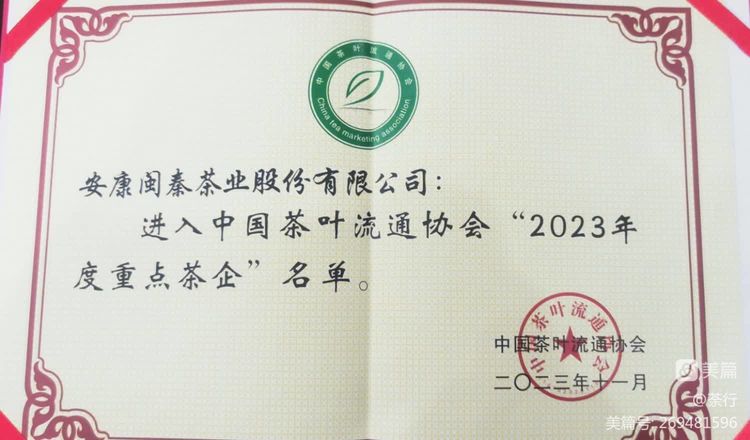 中国茶叶流通协会
China tea marketing association
安康闽秦茶业股份有限公司：
进入中国茶叶流通协会“2023年
度重点茶企”名单。
中国茶叶流通协会
中国茶叶流通协会
二〇二三年十一月
美篇
@茶行
美篇号:269481596